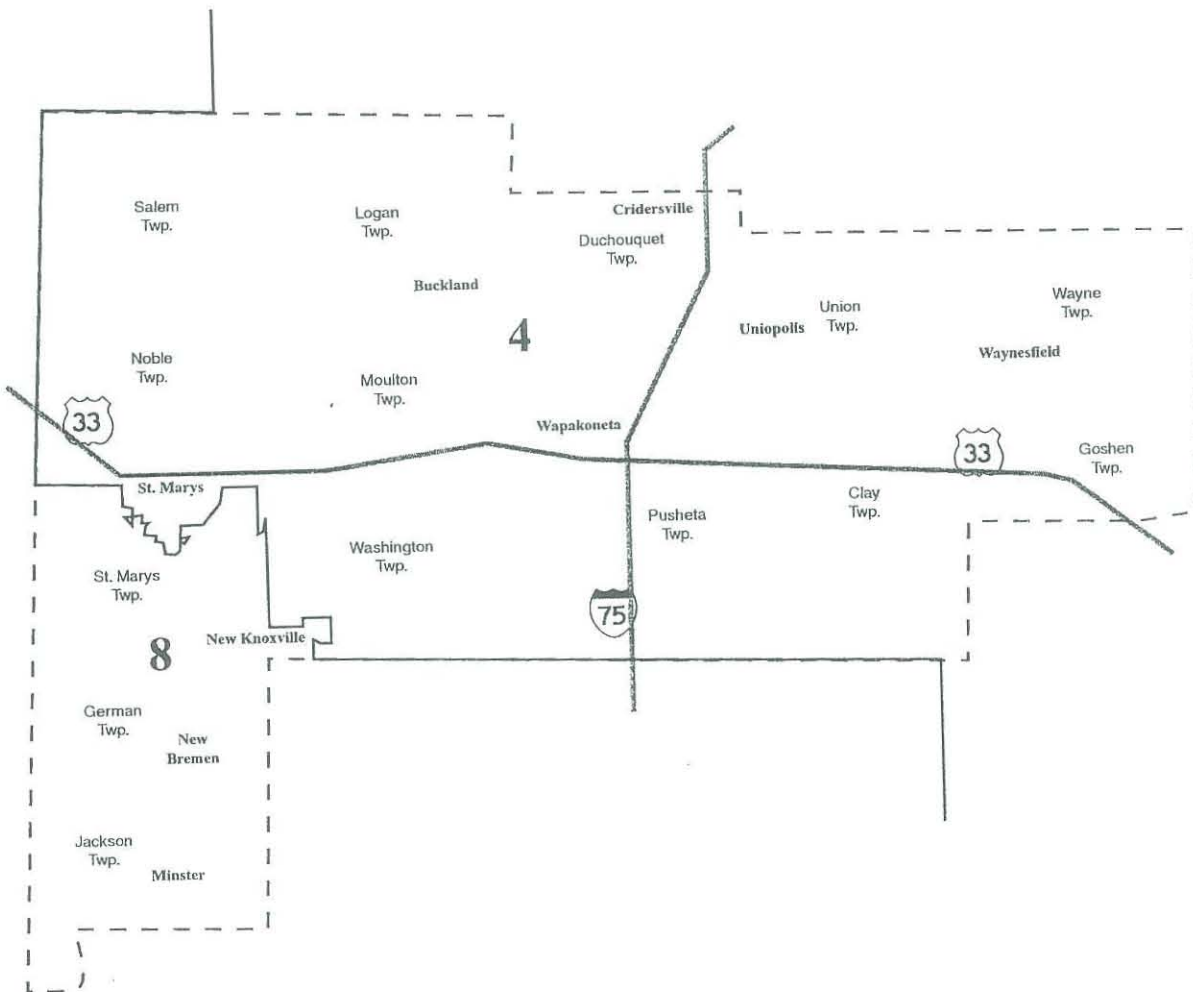 Salem
Twp.
Logan
Twp.
Cridersville
Duchouquet
Twp.
Buckland
4
Uniopolis
Union
Twp.
Wayne
Twp.
Waynesfield
Noble
Twp.
Moulton
Twp.
33
Wapakoneta
33
Goshen
Twp.
St. Marys
Clay
Twp.
Pusheta
Twp.
Washington
Twp.
St. Marys
Twp.
75
8
New Knoxville
German
Twp.
New
Bremen
Jackson
Twp.
Minster